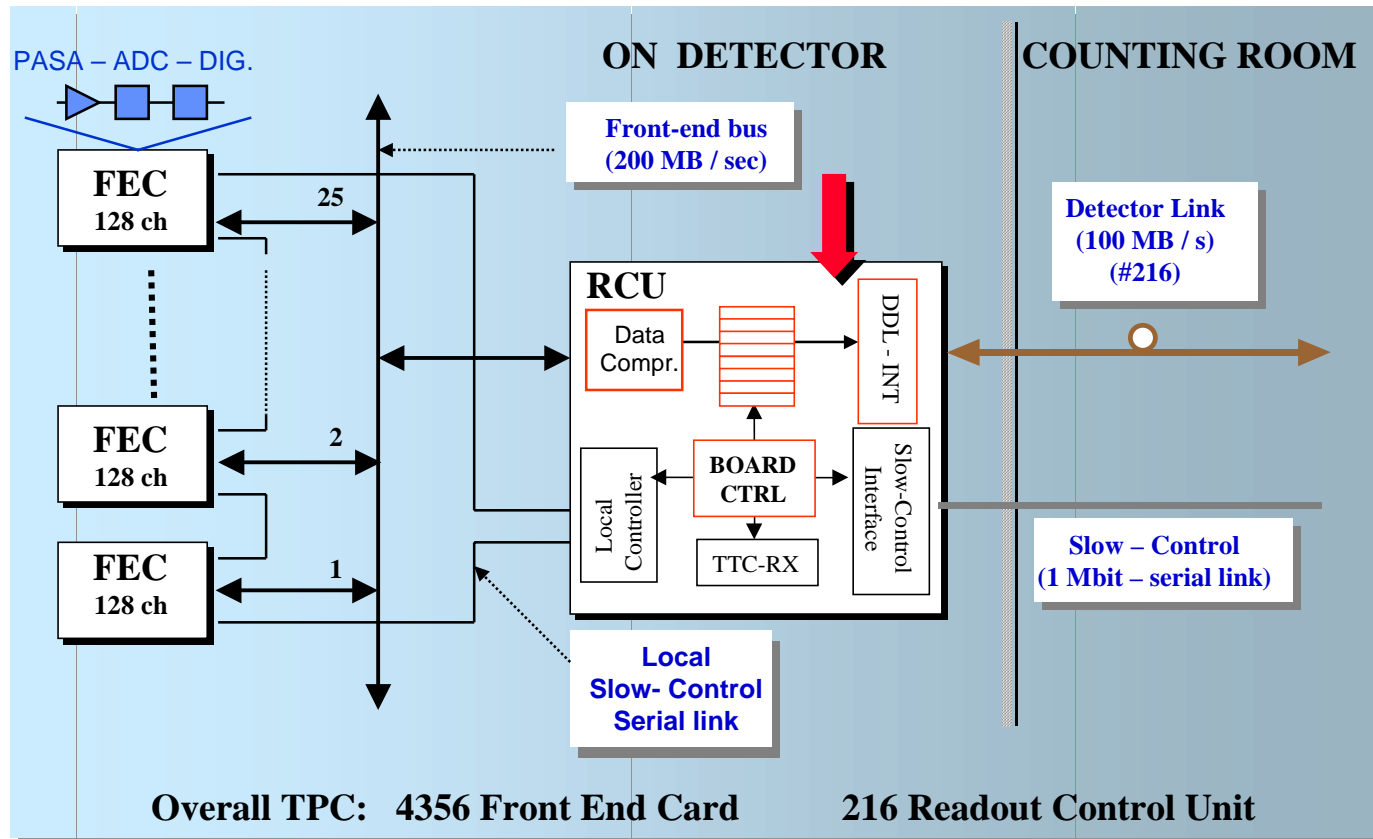 ON DETECTOR
COUNTING ROOM
PASA – ADC – DIG.
Front-end bus
(200 MB / sec)
FEC
128 ch
25
Detector Link
(100 MB / s)
(#216)
RCU
Data
Compr.
DDL - INT
FEC
128 ch
2
BOARD
CTRL
Local
Controller
Slow-Control
Interface
TTC-RX
FEC
128 ch
1
Slow – Control
(1 Mbit – serial link)
Local
Slow- Control
Serial link
Overall TPC: 4356 Front End Card
216 Readout Control Unit